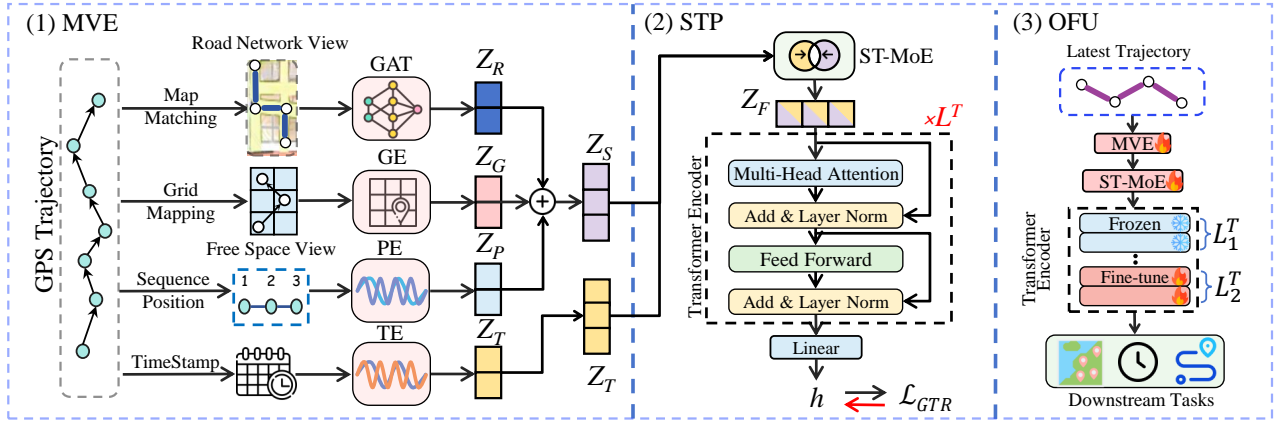 (1) MVE
GPS Trajectory
Map
Matching
Road Network View
GAT
Z_R
Grid
Mapping
Free Space View
GE
Z_G
Sequence
Position
1 2 3
PE
Z_P
TimeStamp
TE
Z_T
+
Z_S
Z_T
(2) STP
ST-MoE
Z_F
×L^T
Transformer Encoder
Multi-Head Attention
Add & Layer Norm
Feed Forward
Add & Layer Norm
Linear
h
ℒ_{GTR}
(3) OFU
Latest Trajectory
MVE
ST-MoE
Transformer
Encoder
Frozen
L_1^T
Fine-tune
L_2^T
Downstream Tasks